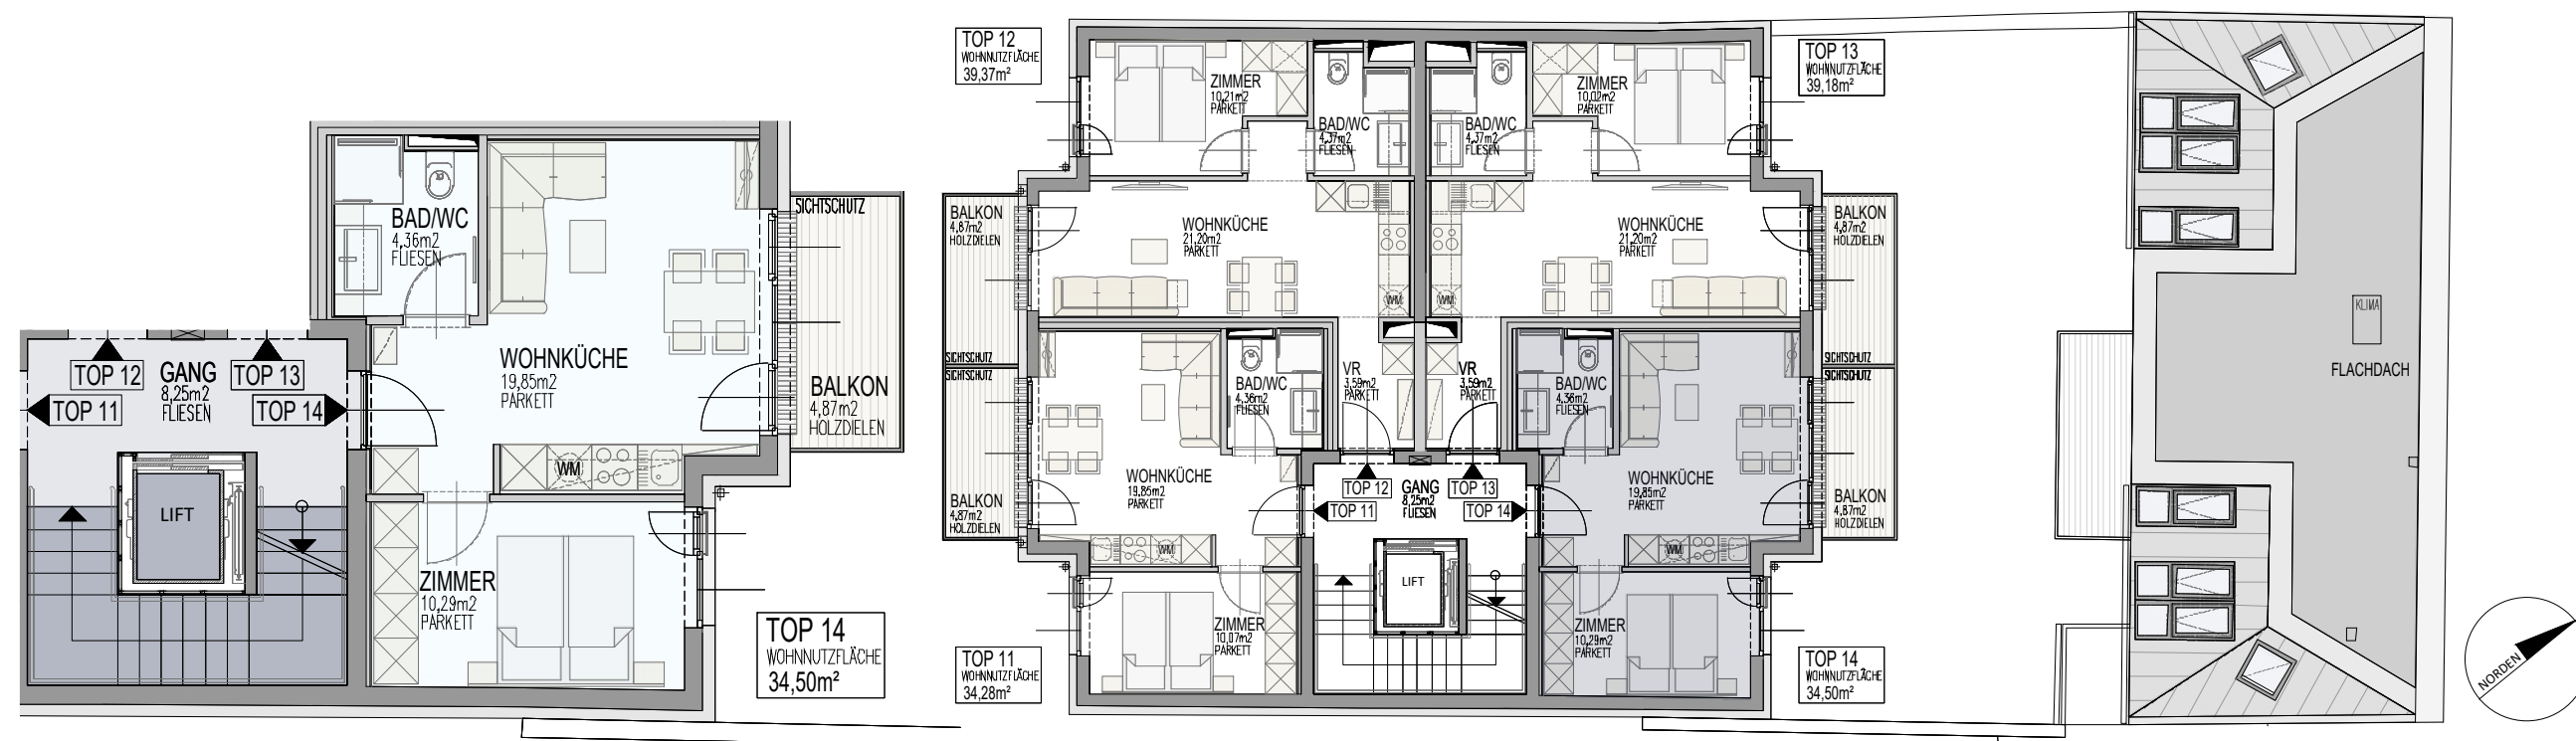 BAD/WC
4,36m2
FLIESEN
SICHTSCHUTZ
WOHNKÜCHE
19,85m2
PARKETT
BALKON
4,87m2
HOLZDIELEN
TOP 12
GANG
8,25m2
FLIESEN
TOP 13
TOP 11
TOP 14
LIFT
WM
ZIMMER
10,29m2
PARKETT
TOP 14
WOHNNUTZFLÄCHE
34,50m²
TOP 12
WOHNNUTZFLÄCHE
39,37m²
ZIMMER
10,21m2
PARKETT
BAD/WC
4,37m2
FLIESEN
BAD/WC
4,37m2
FLIESEN
ZIMMER
10,02m2
PARKETT
TOP 13
WOHNNUTZFLÄCHE
39,18m²
BALKON
4,87m2
HOLZDIELEN
WOHNKÜCHE
21,20m2
PARKETT
WOHNKÜCHE
21,20m2
PARKETT
BALKON
4,87m2
HOLZDIELEN
WM
WM
SICHTSCHUTZ
SICHTSCHUTZ
SICHTSCHUTZ
SICHTSCHUTZ
BAD/WC
4,36m2
FLIESEN
VR
3,59m2
PARKETT
VR
3,59m2
PARKETT
BAD/WC
4,36m2
FLIESEN
WOHNKÜCHE
19,85m2
PARKETT
WOHNKÜCHE
19,85m2
PARKETT
BALKON
4,87m2
HOLZDIELEN
TOP 12
GANG
8,25m2
FLIESEN
TOP 13
TOP 11
TOP 14
BALKON
4,87m2
HOLZDIELEN
WM
LIFT
WM
ZIMMER
10,07m2
PARKETT
ZIMMER
10,29m2
PARKETT
TOP 11
WOHNNUTZFLÄCHE
34,28m²
TOP 14
WOHNNUTZFLÄCHE
34,50m²
KLIMA
FLACHDACH
NORDEN